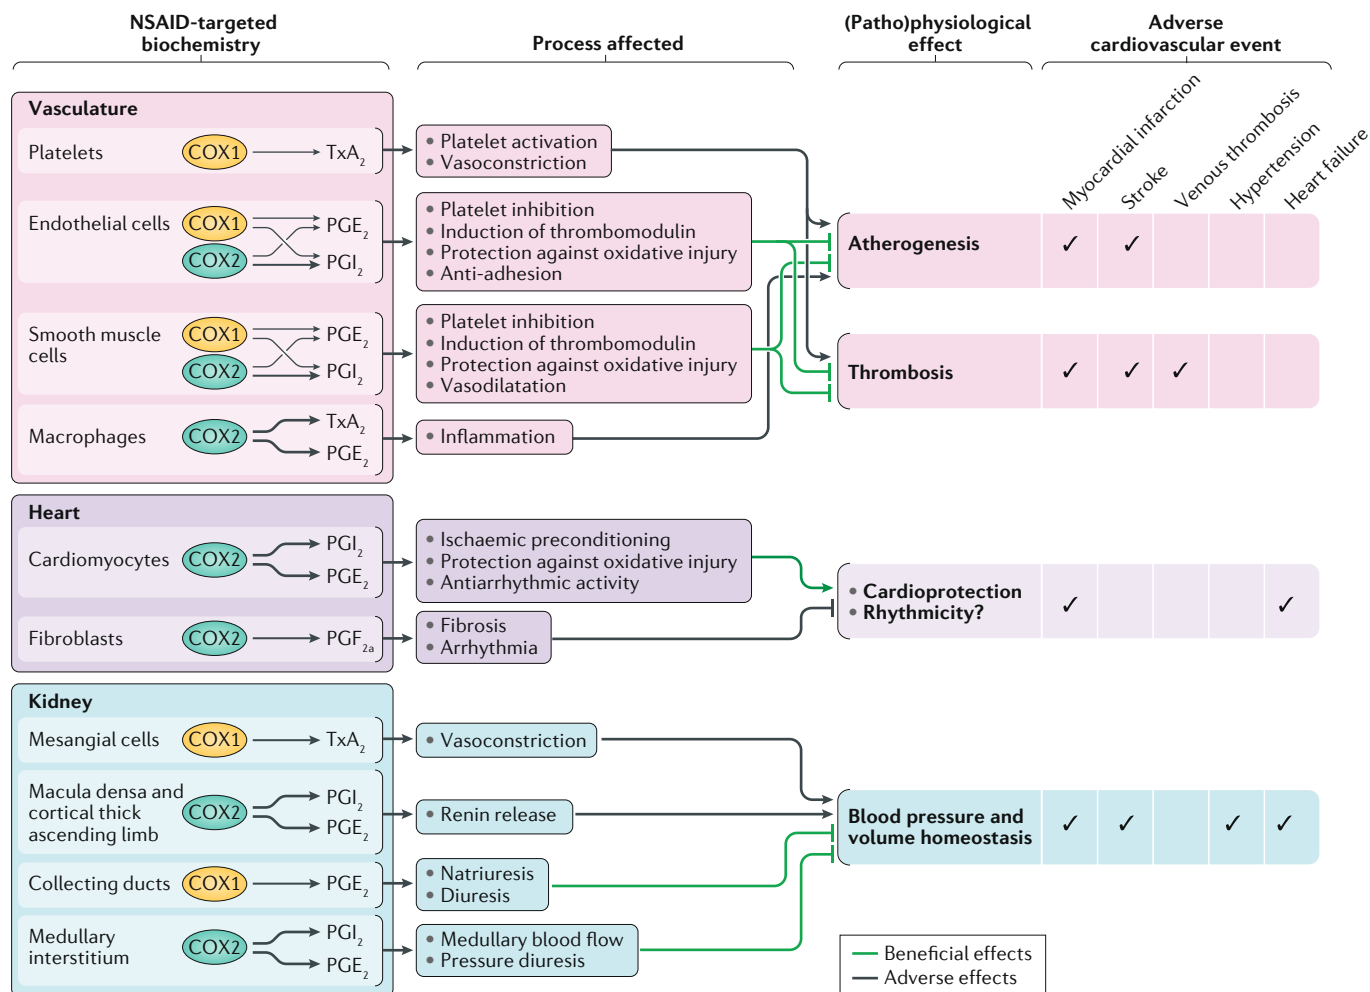 NSAID-targeted
biochemistry
Process affected
(Patho)physiological
effect
Adverse
cardiovascular event
Myocardial infarction
Stroke
Venous thrombosis
Hypertension
Heart failure
Vasculature
Platelets
COX1
TxA2
• Platelet activation
• Vasoconstriction
Endothelial cells
COX1
COX2
PGE2
PGI2
• Platelet inhibition
• Induction of thrombomodulin
• Protection against oxidative injury
• Anti-adhesion
Atherogenesis
✓ ✓
Smooth muscle
cells
COX1
COX2
PGE2
PGI2
• Platelet inhibition
• Induction of thrombomodulin
• Protection against oxidative injury
• Vasodilatation
Thrombosis
✓ ✓ ✓
Macrophages
COX2
TxA2
PGE2
• Inflammation
Heart
Cardiomyocytes
COX2
PGI2
PGE2
• Ischaemic preconditioning
• Protection against oxidative injury
• Antiarrhythmic activity
• Cardioprotection
• Rhythmicity?
✓ ✓
Fibroblasts
COX2
PGF2a
• Fibrosis
• Arrhythmia
Kidney
Mesangial cells
COX1
TxA2
• Vasoconstriction
Macula densa and
cortical thick
ascending limb
COX2
PGI2
PGE2
• Renin release
Blood pressure and
volume homeostasis
✓ ✓ ✓ ✓
Collecting ducts
COX1
PGE2
• Natriuresis
• Diuresis
Medullary
interstitium
COX2
PGI2
PGE2
• Medullary blood flow
• Pressure diuresis
Beneficial effects
Adverse effects